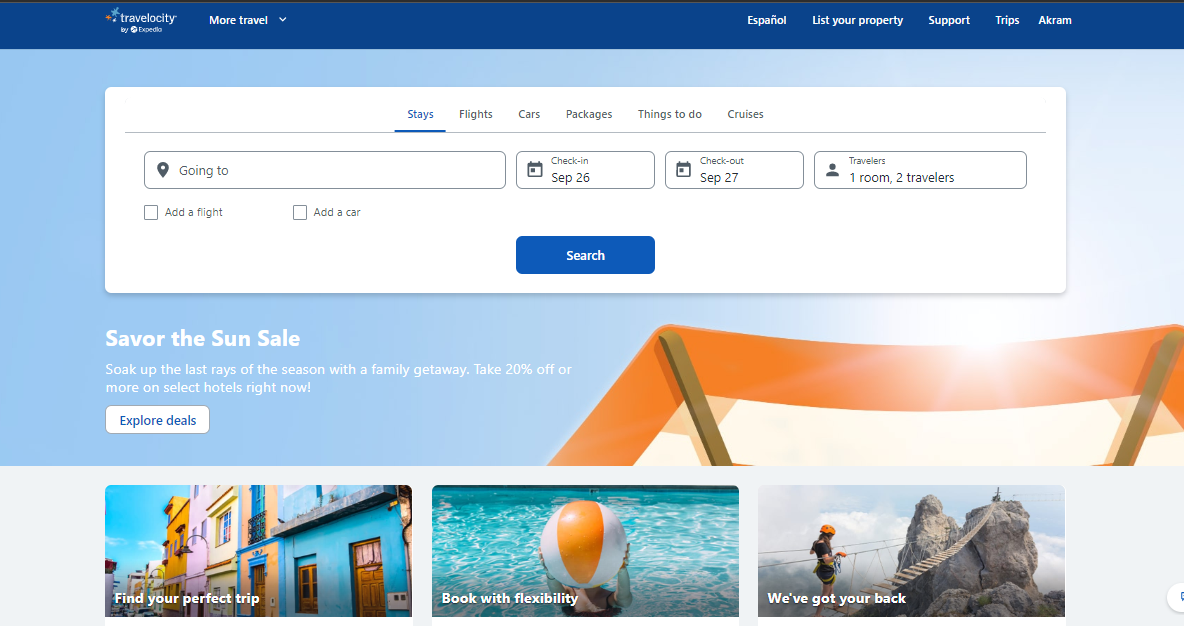 travelocity
by Expedia
More travel
Español
List your property
Support
Trips
Akram
Stays
Flights
Cars
Packages
Things to do
Cruises
Going to
Check-in
Sep 26
Check-out
Sep 27
Travelers
1 room, 2 travelers
Add a flight
Add a car
Search
Savor the Sun Sale
Soak up the last rays of the season with a family getaway. Take 20% off or
more on select hotels right now!
Explore deals
Find your perfect trip
Book with flexibility
We've got your back